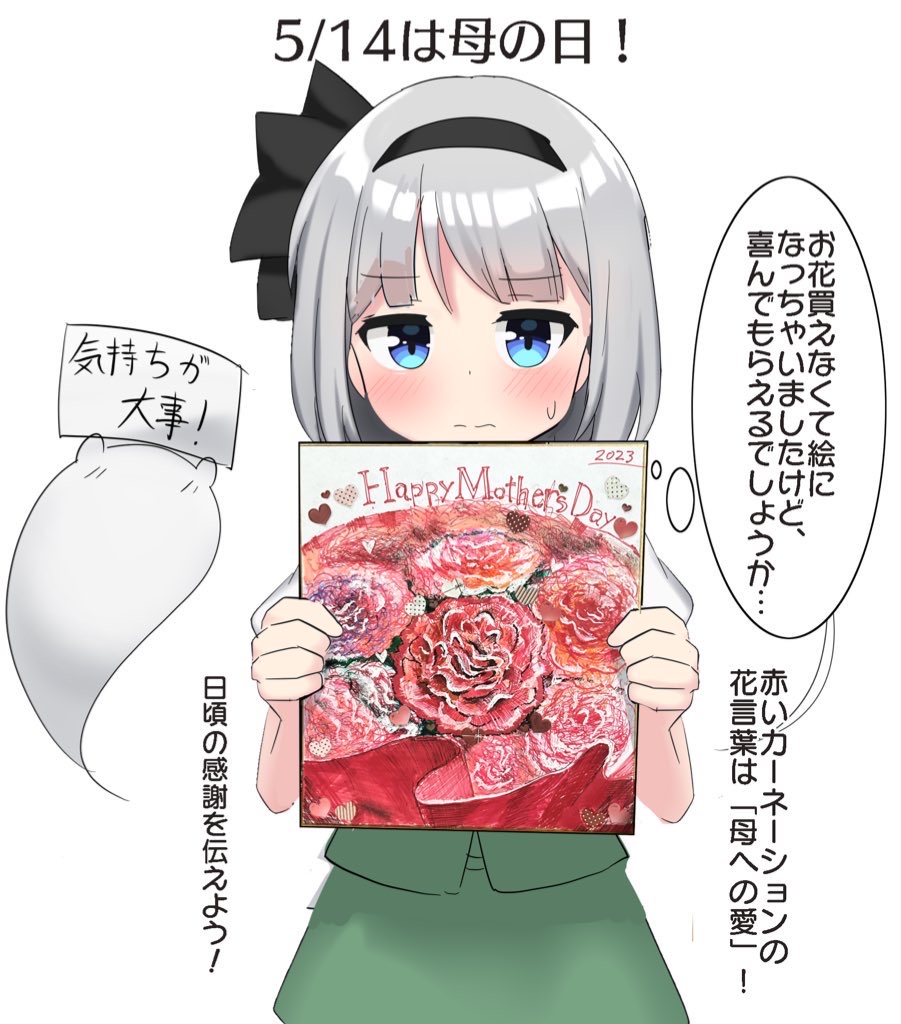 5/14は母の日！
お花買えなくて絵に
なっちゃいましたけど、
喜んでもらえるでしょうか…
気持ちが
大事！
2023
Happy Mothers Day
赤いカーネーションの
花言葉は「母への愛」！
日頃の感謝を伝えよう！